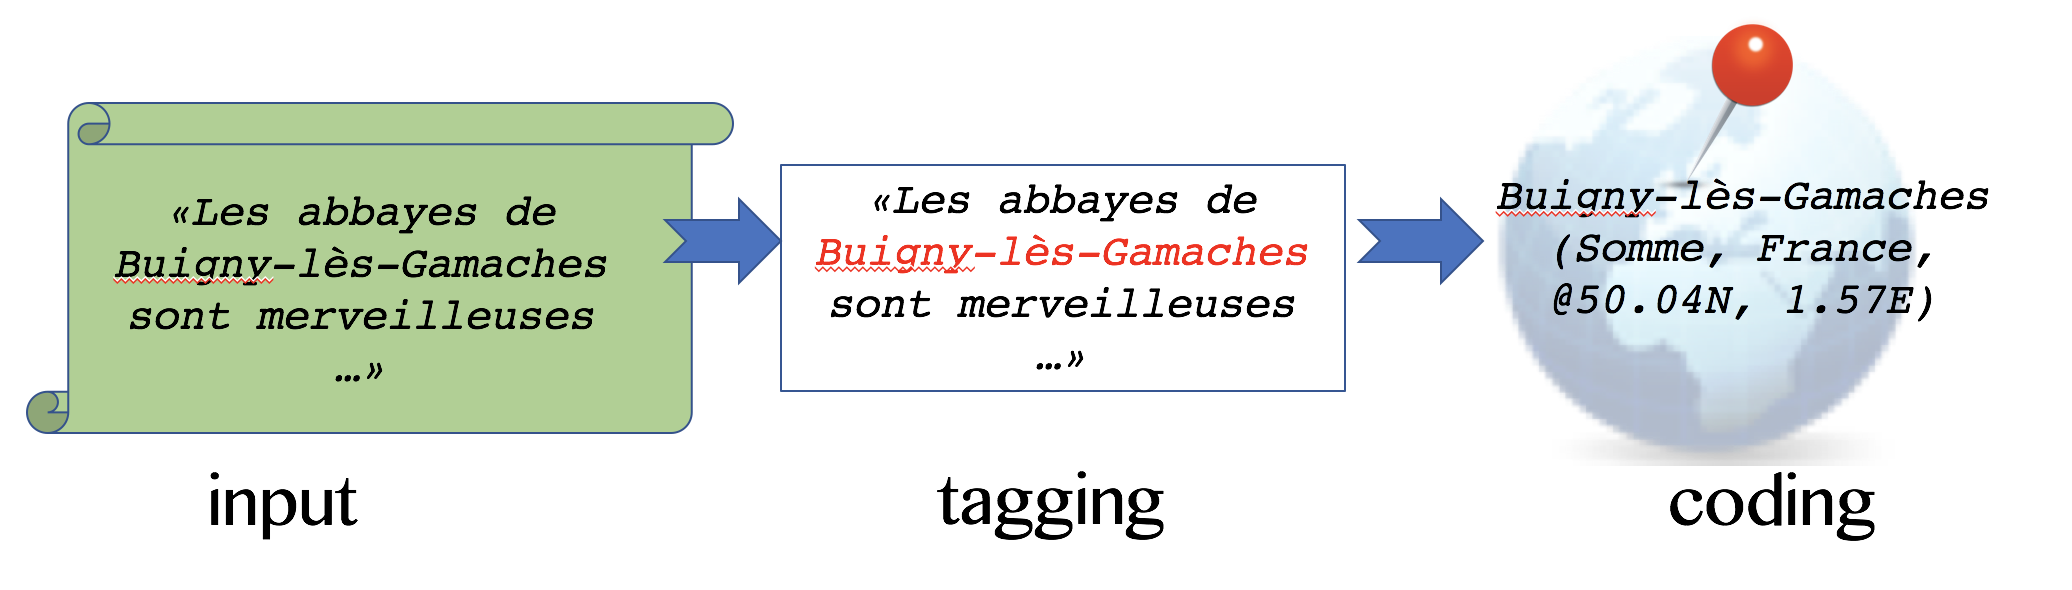 «Les abbayes de
Buigny-lès-Gamaches
sont merveilleuses
…»
input
«Les abbayes de
Buigny-lès-Gamaches
sont merveilleuses
…»
tagging
Buigny-lès-Gamaches
(Somme, France,
@50.04N, 1.57E)
coding